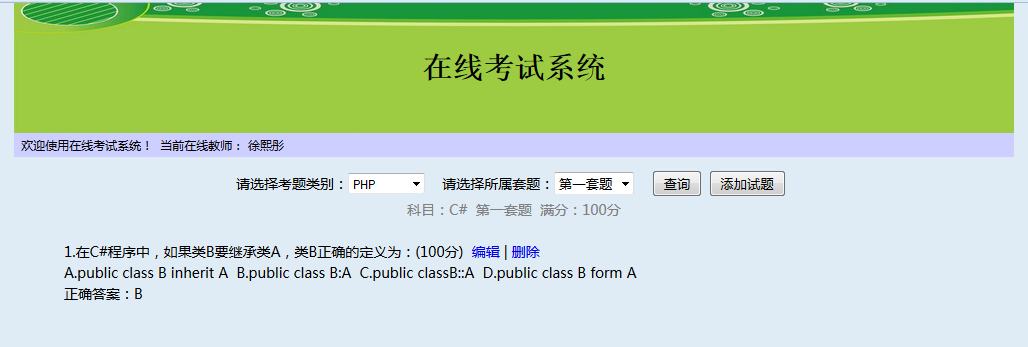 在线考试系统
欢迎使用在线考试系统！ 当前在线教师： 徐熙彤
请选择考题类别：PHP 请选择所属套题：第一套题 查询 添加试题
科目：C# 第一套题 满分：100分
1.在C#程序中，如果类B要继承类A，类B正确的定义为：(100分) 编辑 | 删除
A.public class B inherit A B.public class B:A C.public classB::A D.public class B form A
正确答案：B